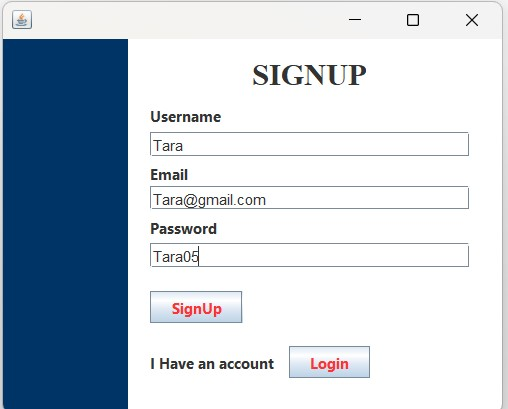 SIGNUP
Username
Tara
Email
Tara@gmail.com
Password
Tara05
SignUp
I Have an account Login